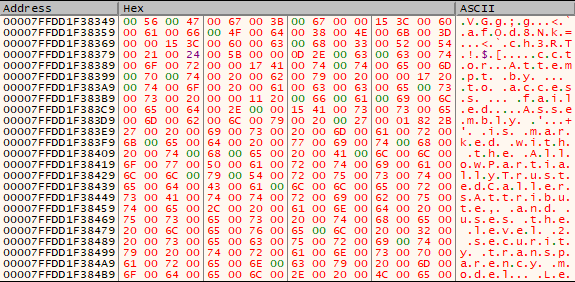 Address Hex ASCII
00007FFDD1F38349 00 56 00 47 00 67 00 3B 00 67 00 00 15 3C 00 60 .V.G.g.;.g...<.`
00007FFDD1F38359 00 61 00 66 00 4F 00 64 00 38 00 4E 00 6B 00 3D .a.f.O.d.8.N.k.=
00007FFDD1F38369 00 00 15 3C 00 60 00 63 00 68 00 33 00 52 00 54 ...<.`.c.h.3.R.T
00007FFDD1F38379 00 21 00 24 00 5B 00 00 0D 2E 00 63 00 63 00 74 .!.$.[.....c.c.t
00007FFDD1F38389 00 6F 00 72 00 00 17 41 00 74 00 74 00 65 00 6D .o.r...A.t.t.e.m
00007FFDD1F38399 00 70 00 74 00 20 00 62 00 79 00 20 00 00 17 20 .p.t. .b.y. ...
00007FFDD1F383A9 00 74 00 6F 00 20 00 61 00 63 00 63 00 65 00 73 .t.o. .a.c.c.e.s
00007FFDD1F383B9 00 73 00 20 00 00 11 20 00 66 00 61 00 69 00 6C .s. ... .f.a.i.l
00007FFDD1F383C9 00 65 00 64 00 2E 00 00 15 41 00 73 00 73 00 65 .e.d.....A.s.s.e
00007FFDD1F383D9 00 6D 00 62 00 6C 00 79 00 20 00 27 00 01 82 2B .m.b.l.y. .'...+
00007FFDD1F383E9 27 00 20 00 69 00 73 00 20 00 6D 00 61 00 72 00 '. .i.s. .m.a.r.
00007FFDD1F383F9 6B 00 65 00 64 00 20 00 77 00 69 00 74 00 68 00 k.e.d. .w.i.t.h.
00007FFDD1F38409 20 00 74 00 68 00 65 00 20 00 41 00 6C 00 6C 00 .t.h.e. .A.l.l.
00007FFDD1F38419 6F 00 77 00 50 00 61 00 72 00 74 00 69 00 61 00 o.w.P.a.r.t.i.a.
00007FFDD1F38429 6C 00 6C 00 79 00 54 00 72 00 75 00 73 00 74 00 l.l.y.T.r.u.s.t.
00007FFDD1F38439 65 00 64 00 43 00 61 00 6C 00 6C 00 65 00 72 00 e.d.C.a.l.l.e.r.
00007FFDD1F38449 73 00 41 00 74 00 74 00 72 00 69 00 62 00 75 00 s.A.t.t.r.i.b.u.
00007FFDD1F38459 74 00 65 00 2C 00 20 00 61 00 6E 00 64 00 20 00 t.e.,. .a.n.d. .
00007FFDD1F38469 75 00 73 00 65 00 73 00 20 00 74 00 68 00 65 00 u.s.e.s. .t.h.e.
00007FFDD1F38479 20 00 6C 00 65 00 76 00 65 00 6C 00 20 00 32 00 .l.e.v.e.l. .2.
00007FFDD1F38489 20 00 73 00 65 00 63 00 75 00 72 00 69 00 74 00 .s.e.c.u.r.i.t.
00007FFDD1F38499 79 00 20 00 74 00 72 00 61 00 6E 00 73 00 70 00 y. .t.r.a.n.s.p.
00007FFDD1F384A9 61 00 72 00 65 00 6E 00 63 00 79 00 20 00 6D 00 a.r.e.n.c.y. .m.
00007FFDD1F384B9 6F 00 64 00 65 00 6C 00 2E 00 20 00 4C 00 65 00 o.d.e.l... .L.e.